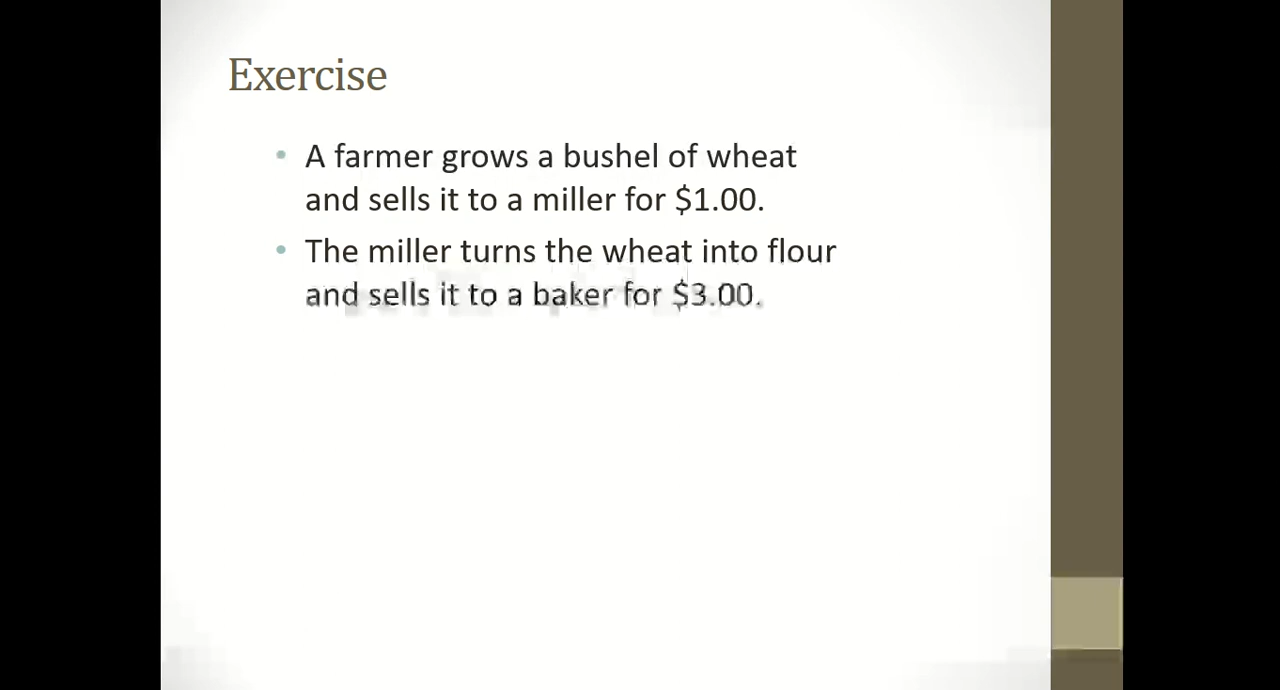 Exercise
• A farmer grows a bushel of wheat
and sells it to a miller for $1.00.
• The miller turns the wheat into flour
and sells it to a baker for $3.00.